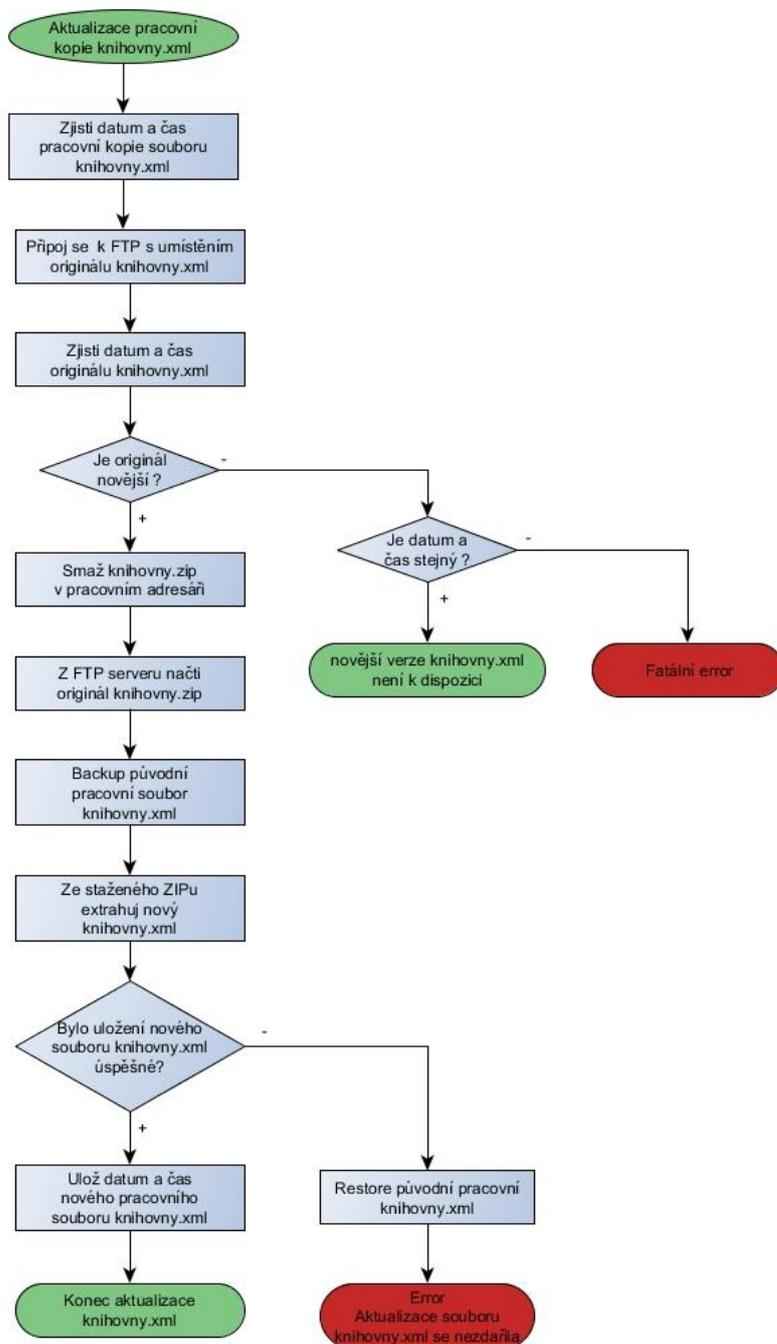 Aktualizace pracovní
kopie knihovny.xml
Zjisti datum a čas
pracovní kopie souboru
knihovny.xml
Připoj se k FTP s umístěním
originálu knihovny.xml
Zjisti datum a čas
originálu knihovny.xml
Je originál
novější ?
-
+
Je datum a
čas stejný ?
-
+
Smaž knihovny.zip
v pracovním adresáři
novější verze knihovny.xml
není k dispozici
Fatální error
Z FTP serveru načti
originál knihovny.zip
Backup původní
pracovní soubor
knihovny.xml
Ze staženého ZIPu
extrahuj nový
knihovny.xml
Bylo uložení nového
souboru knihovny.xml
úspěšné?
-
+
Ulož datum a čas
nového pracovního
souboru knihovny.xml
Restore původní pracovní
knihovny.xml
Konec aktualizace
knihovny.xml
Error
Aktualizace souboru
knihovny.xml se nezdařila